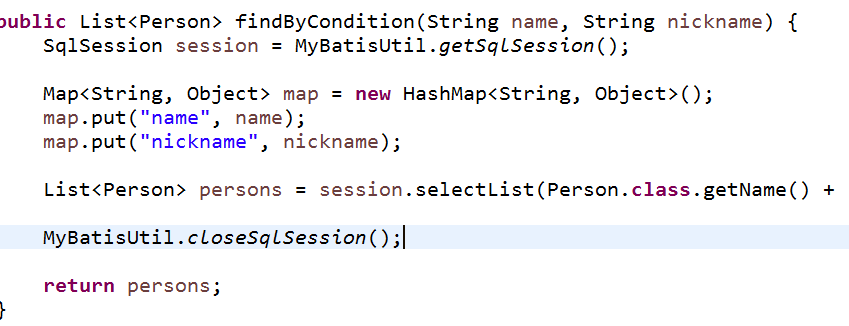 public List<Person> findByCondition(String name, String nickname) {
SqlSession session = MyBatisUtil.getSqlSession();
Map<String, Object> map = new HashMap<String, Object>();
map.put("name", name);
map.put("nickname", nickname);
List<Person> persons = session.selectList(Person.class.getName() +
MyBatisUtil.closeSqlSession();
return persons;
}